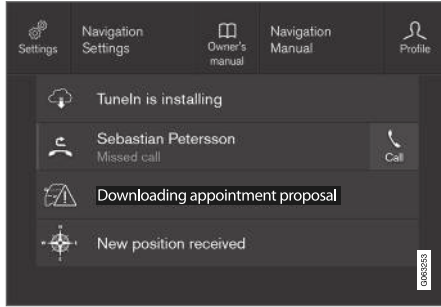 Settings
Navigation
Settings
Owner's
manual
Navigation
Manual
Profile
TuneIn is installing
Sebastian Petersson
Missed call
Call
Downloading appointment proposal
New position received
G063253